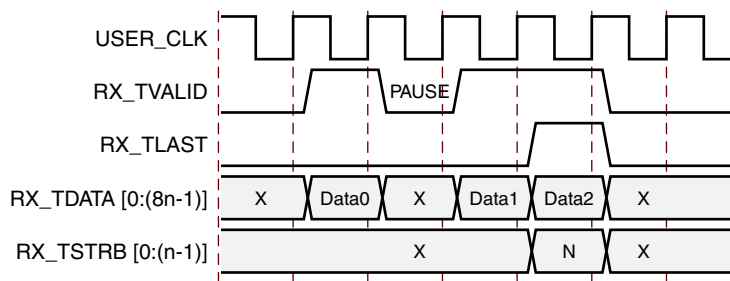 USER_CLK
RX_TVALID PAUSE
RX_TLAST
RX_TDATA [0:(8n-1)] X Data0 X Data1 Data2 X
RX_TSTRB [0:(n-1)] X N X